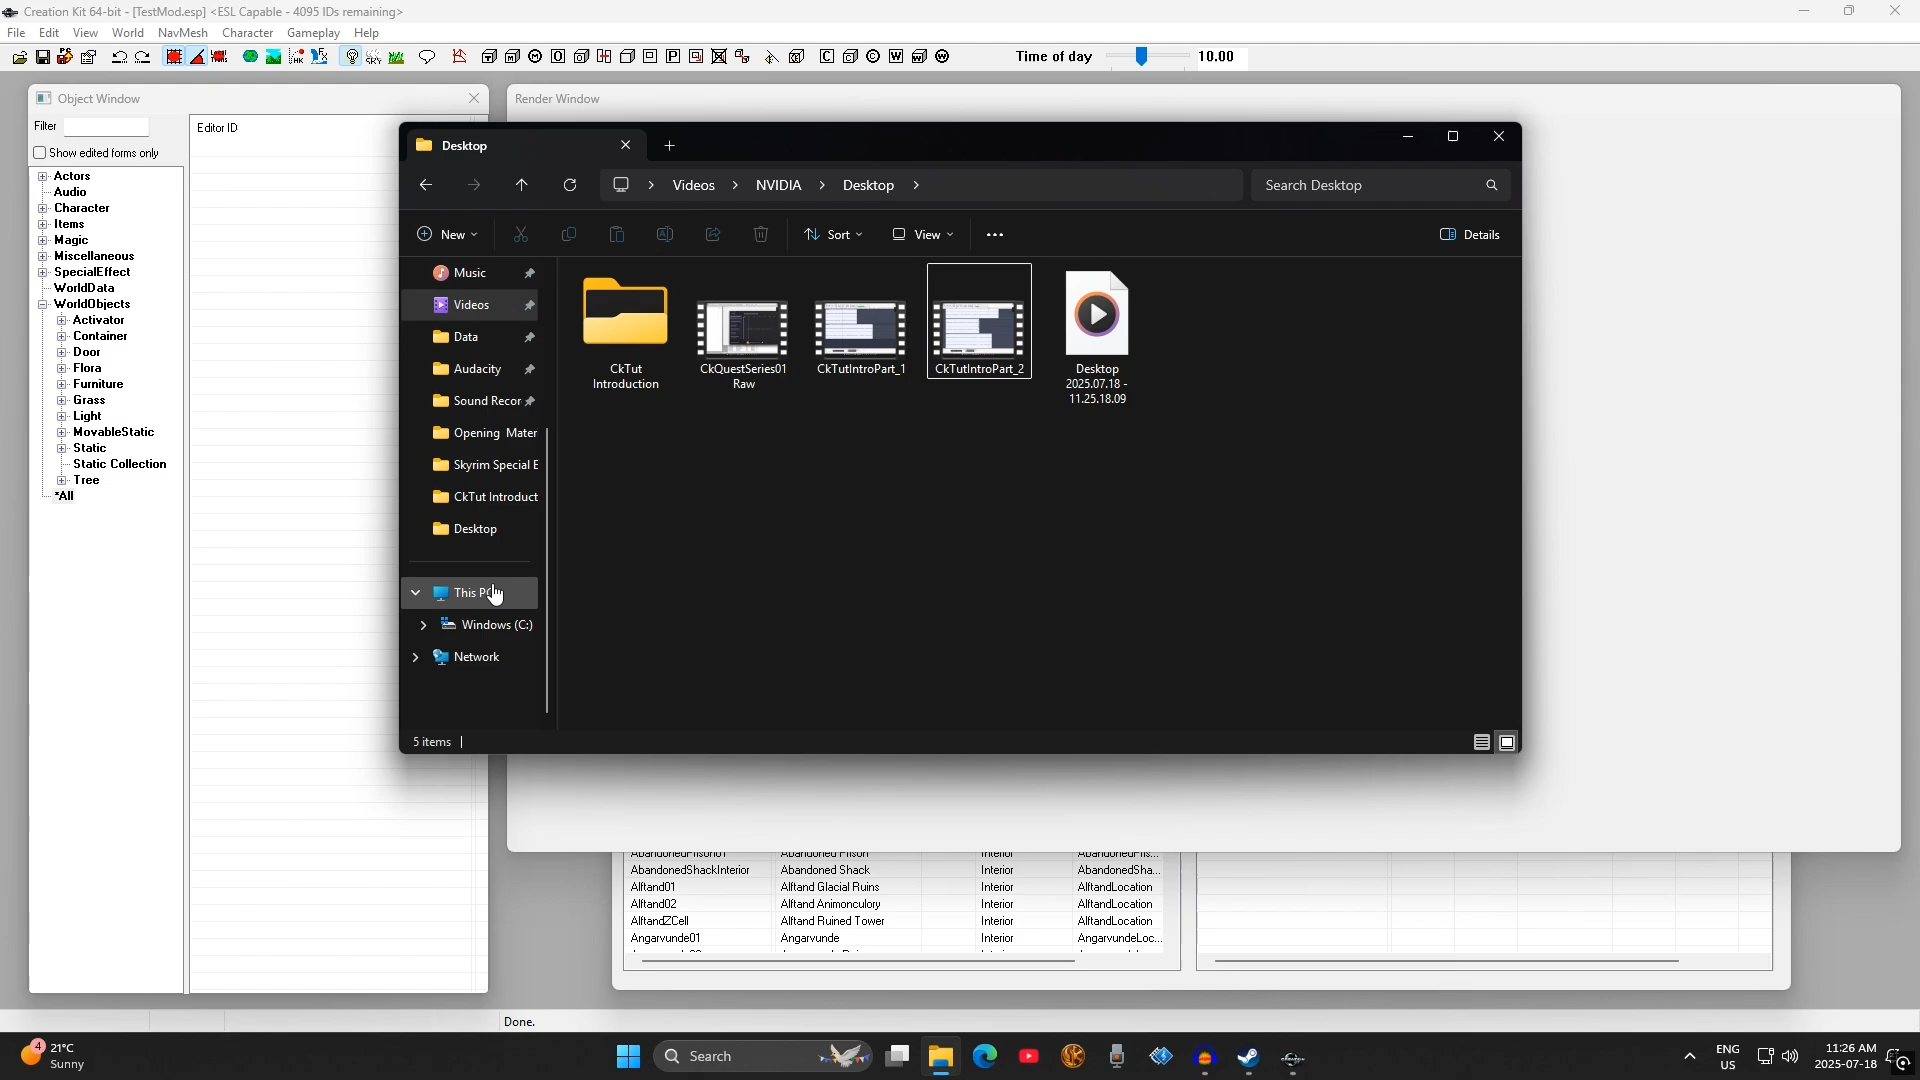 Creation Kit 64-bit - [TestMod.esp] <ESL Capable - 4095 IDs remaining>
File Edit View World NavMesh Character Gameplay Help
Time of day 10.00
Object Window
Filter
Show edited forms only
Editor ID
Actors
Audio
Character
Items
Magic
Miscellaneous
SpecialEffect
WorldData
WorldObjects
Activator
Container
Door
Flora
Furniture
Grass
Light
MovableStatic
Static
Static Collection
Tree
*All
Render Window
Desktop
Videos > NVIDIA > Desktop >
Search Desktop
New Sort View Details
Music
Videos
Data
Audacity
Sound Recor
Opening Mater
Skyrim Special E
CkTut Introduct
Desktop
This PC
Windows (C:)
Network
CkTut
Introduction
CkQuestSeries01
Raw
CkTutIntroPart_1
CkTutIntroPart_2
Desktop
2025.07.18 -
11.25.18.09
5 items
AbandonedShackInterior Abandoned Shack Interior AbandonedSha...
Alftand01 Alftand Glacial Ruins Interior AlftandLocation
Alftand02 Alftand Animonculory Interior AlftandLocation
AlftandZCell Alftand Ruined Tower Interior AlftandLocation
Angarvunde01 Angarvunde Interior AngarvundeLoc...
Done.
4
21°C
Sunny
Search
ENG
US
11:26 AM
2025-07-18